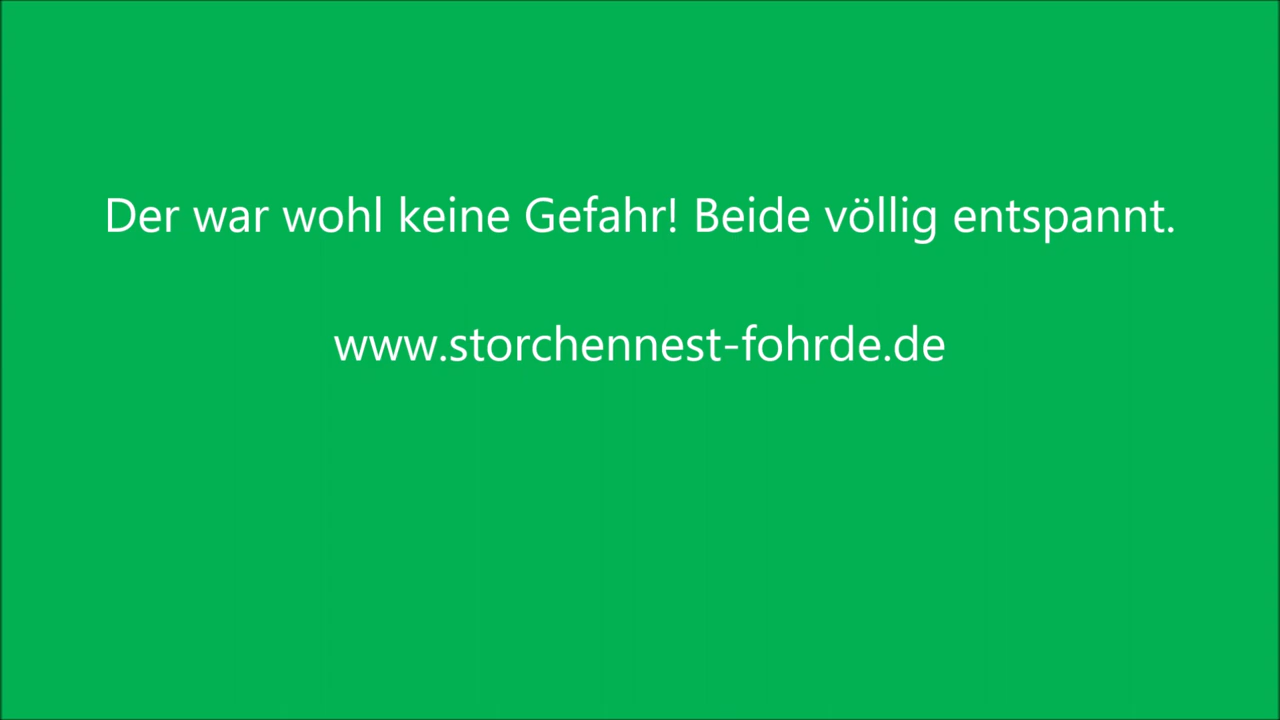 Der war wohl keine Gefahr! Beide völlig entspannt.
www.storchennest-fohrde.de